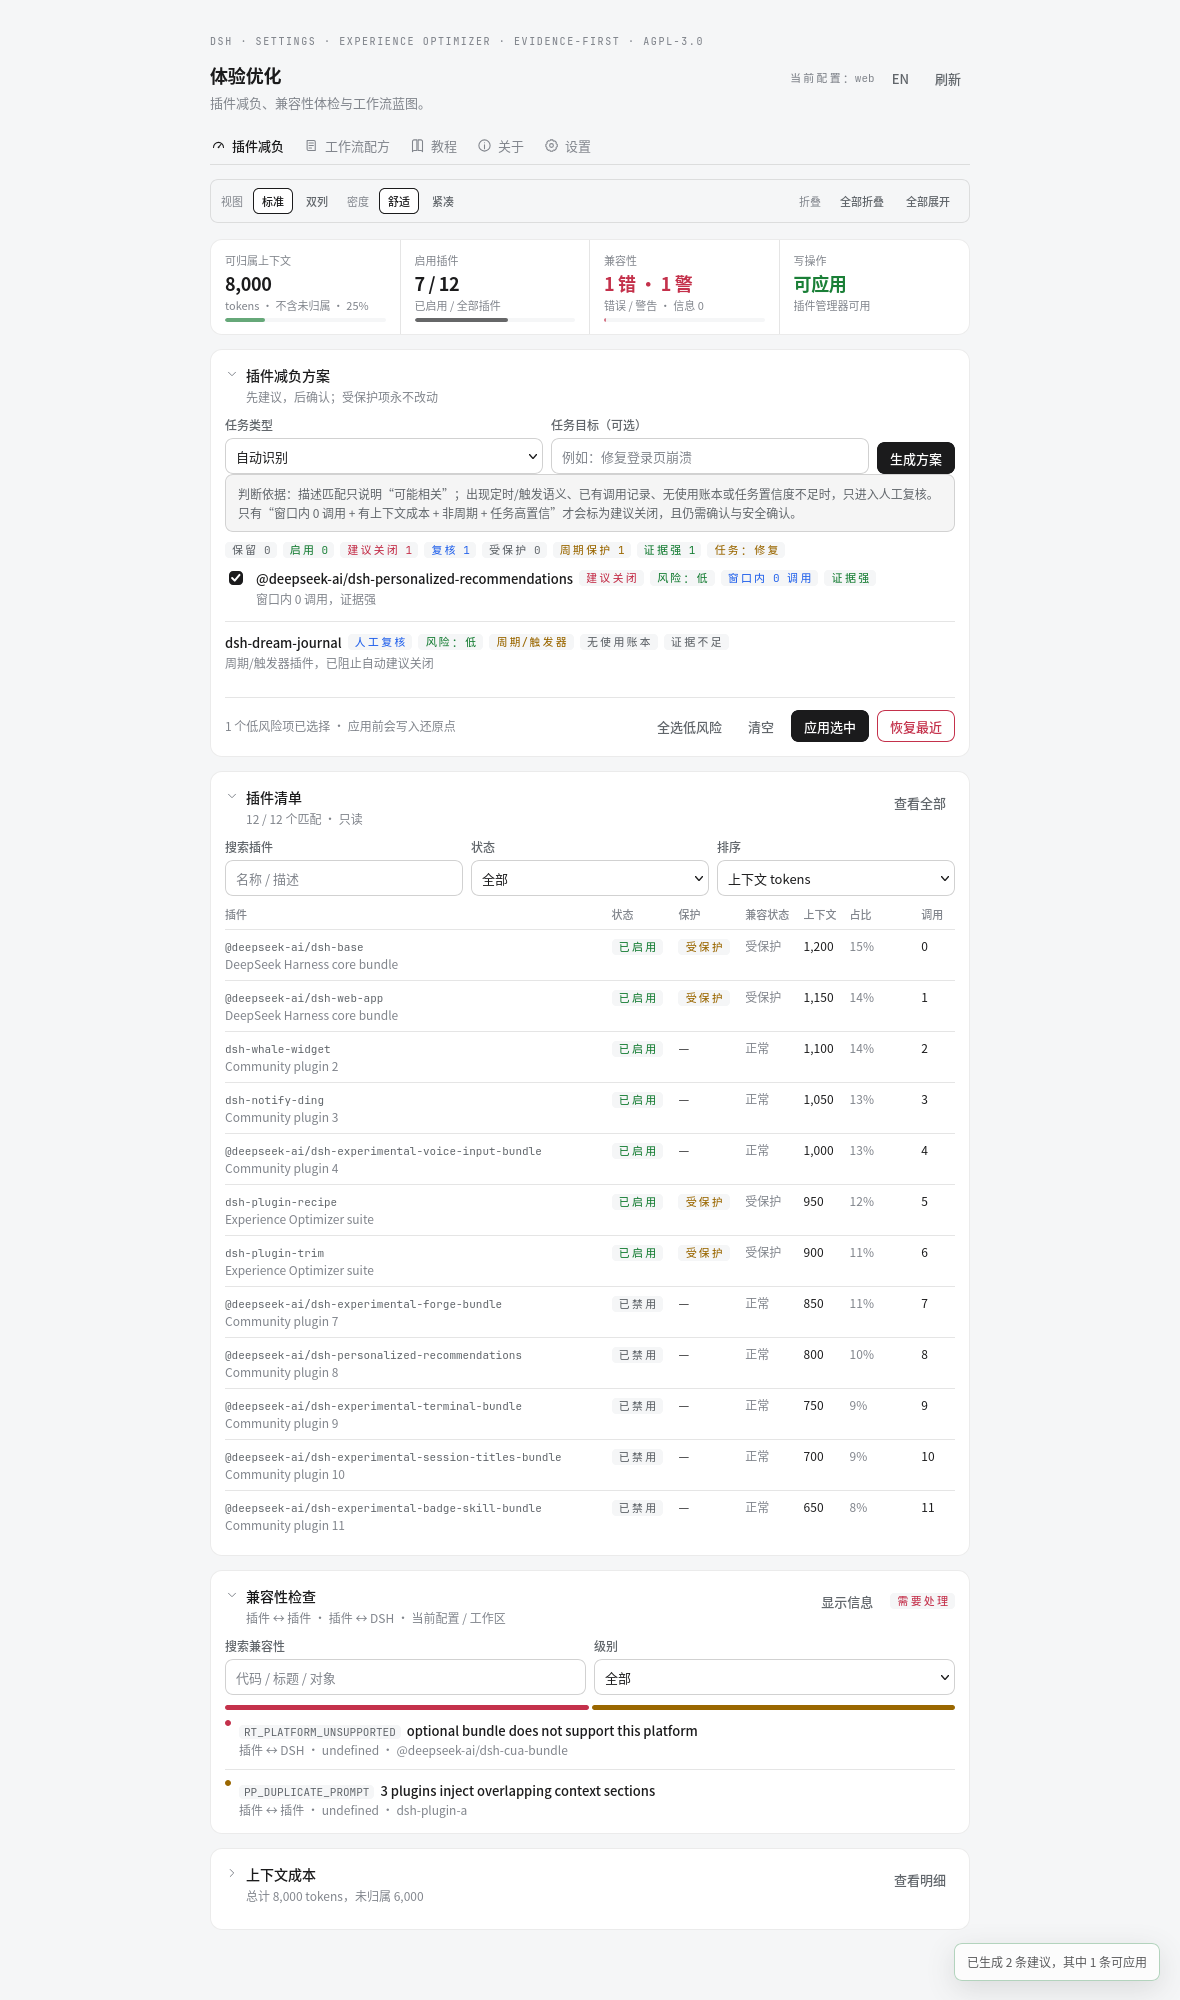 DSH · SETTINGS · EXPERIENCE OPTIMIZER · EVIDENCE-FIRST · AGPL-3.0
体验优化
当前配置：web EN 刷新
插件减负、兼容性体检与工作流蓝图。
插件减负 工作流配方 教程 关于 设置
视图 标准 双列 密度 舒适 紧凑 折叠 全部折叠 全部展开
可归属上下文 启用插件 兼容性 写操作
8,000 7 / 12 1 错 · 1 警 可应用
tokens · 不含未归属 · 25% 已启用 / 全部插件 错误 / 警告 · 信息 0 插件管理器可用
插件减负方案
先建议，后确认；受保护项永不改动
任务类型 任务目标（可选）
自动识别 例如：修复登录页崩溃 生成方案
判断依据：描述匹配只说明“可能相关”；出现定时/触发语义、已有调用记录、无使用账本或任务置信度不足时，只进入人工复核。
只有“窗口内 0 调用 + 有上下文成本 + 非周期 + 任务高置信”才会标为建议关闭，且仍需确认与安全确认。
保留 0 启用 0 建议关闭 1 复核 1 受保护 0 周期保护 1 证据强 1 任务：修复
@deepseek-ai/dsh-personalized-recommendations 建议关闭 风险：低 窗口内 0 调用 证据强
窗口内 0 调用，证据强
dsh-dream-journal 人工复核 风险：低 周期/触发器 无使用账本 证据不足
周期/触发器插件，已阻止自动建议关闭
1 个低风险项已选择 · 应用前会写入还原点 全选低风险 清空 应用选中 恢复最近
插件清单
查看全部
12 / 12 个匹配 · 只读
搜索插件 状态 排序
名称 / 描述 全部 上下文 tokens
插件 状态 保护 兼容状态 上下文 占比 调用
@deepseek-ai/dsh-base 已启用 受保护 受保护 1,200 15% 0
DeepSeek Harness core bundle
@deepseek-ai/dsh-web-app 已启用 受保护 受保护 1,150 14% 1
DeepSeek Harness core bundle
dsh-whale-widget 已启用 — 正常 1,100 14% 2
Community plugin 2
dsh-notify-ding 已启用 — 正常 1,050 13% 3
Community plugin 3
@deepseek-ai/dsh-experimental-voice-input-bundle 已启用 — 正常 1,000 13% 4
Community plugin 4
dsh-plugin-recipe 已启用 受保护 受保护 950 12% 5
Experience Optimizer suite
dsh-plugin-trim 已启用 受保护 受保护 900 11% 6
Experience Optimizer suite
@deepseek-ai/dsh-experimental-forge-bundle 已禁用 — 正常 850 11% 7
Community plugin 7
@deepseek-ai/dsh-personalized-recommendations 已禁用 — 正常 800 10% 8
Community plugin 8
@deepseek-ai/dsh-experimental-terminal-bundle 已禁用 — 正常 750 9% 9
Community plugin 9
@deepseek-ai/dsh-experimental-session-titles-bundle 已禁用 — 正常 700 9% 10
Community plugin 10
@deepseek-ai/dsh-experimental-badge-skill-bundle 已禁用 — 正常 650 8% 11
Community plugin 11
兼容性检查
显示信息 需要处理
插件 ↔ 插件 · 插件 ↔ DSH · 当前配置 / 工作区
搜索兼容性 级别
代码 / 标题 / 对象 全部
RT_PLATFORM_UNSUPPORTED optional bundle does not support this platform
插件 ↔ DSH · undefined · @deepseek-ai/dsh-cua-bundle
PP_DUPLICATE_PROMPT 3 plugins inject overlapping context sections
插件 ↔ 插件 · undefined · dsh-plugin-a
上下文成本
查看明细
总计 8,000 tokens，未归属 6,000
已生成 2 条建议，其中 1 条可应用